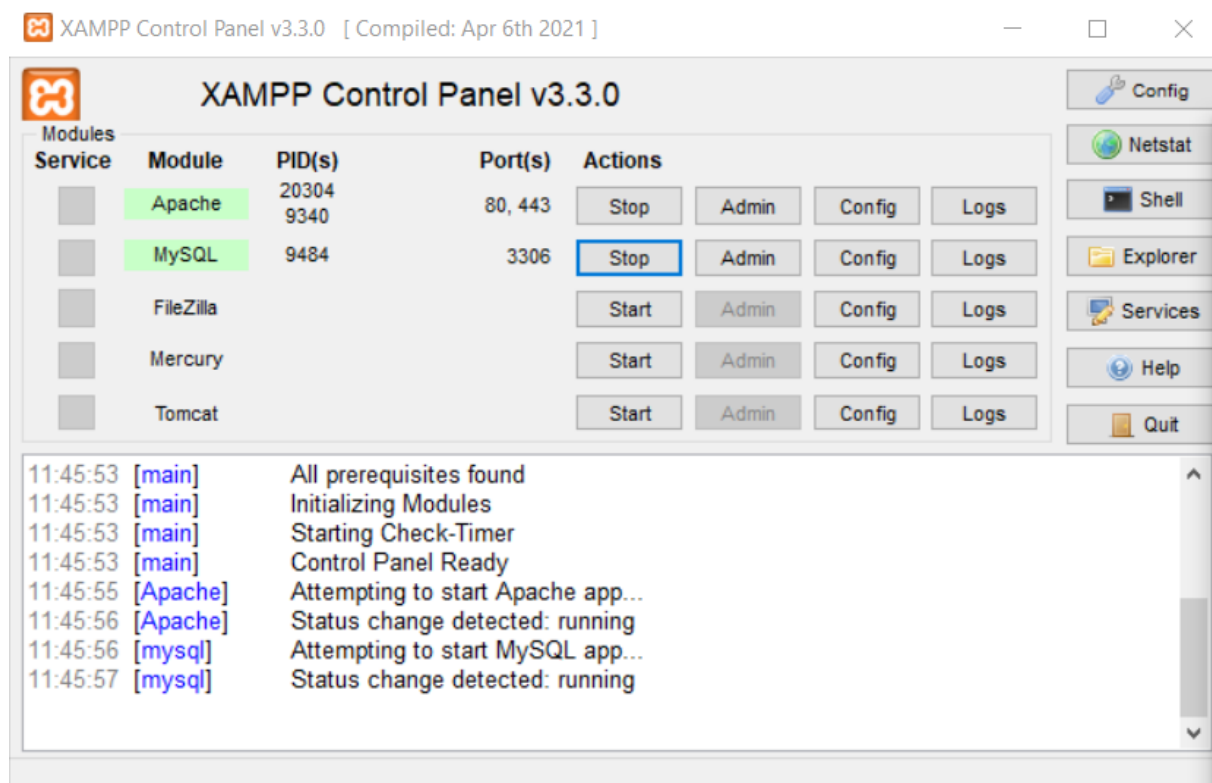 XAMPP Control Panel v3.3.0 [ Compiled: Apr 6th 2021 ]
XAMPP Control Panel v3.3.0
Config
Modules
Service Module PID(s) Port(s) Actions
Netstat
Apache 20304 9340 80, 443 Stop Admin Config Logs
Shell
MySQL 9484 3306 Stop Admin Config Logs
Explorer
FileZilla Start Admin Config Logs
Services
Mercury Start Admin Config Logs
Help
Tomcat Start Admin Config Logs
Quit
11:45:53 [main] All prerequisites found
11:45:53 [main] Initializing Modules
11:45:53 [main] Starting Check-Timer
11:45:53 [main] Control Panel Ready
11:45:55 [Apache] Attempting to start Apache app...
11:45:56 [Apache] Status change detected: running
11:45:56 [mysql] Attempting to start MySQL app...
11:45:57 [mysql] Status change detected: running